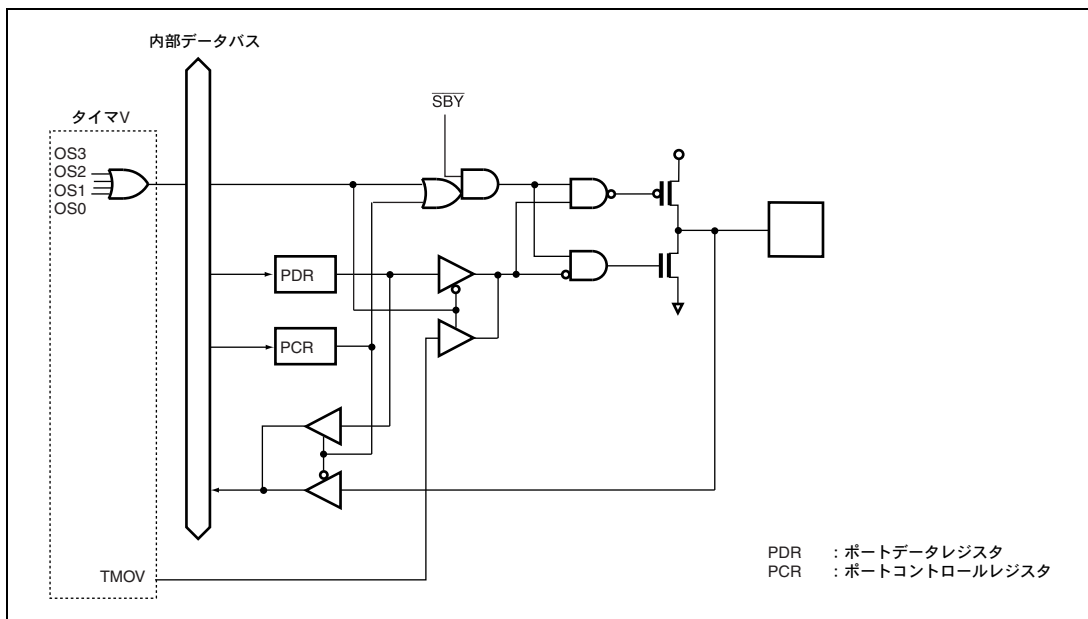 内部データバス
SBY
タイマV
OS3
OS2
OS1
OS0
PDR
PCR
TMOV
PDR :ポートデータレジスタ
PCR :ポートコントロールレジスタ